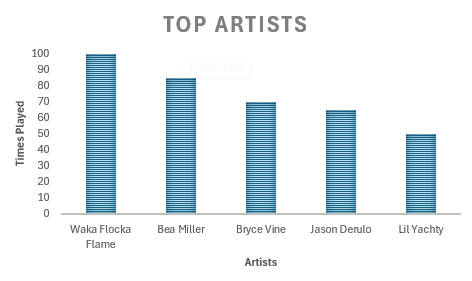 TOP ARTISTS
Chart Title
100
90
80
70
60
50
40
30
20
10
0
Times Played
Waka Flocka
Flame
Bea Miller
Bryce Vine
Jason Derulo
Lil Yachty
Artists